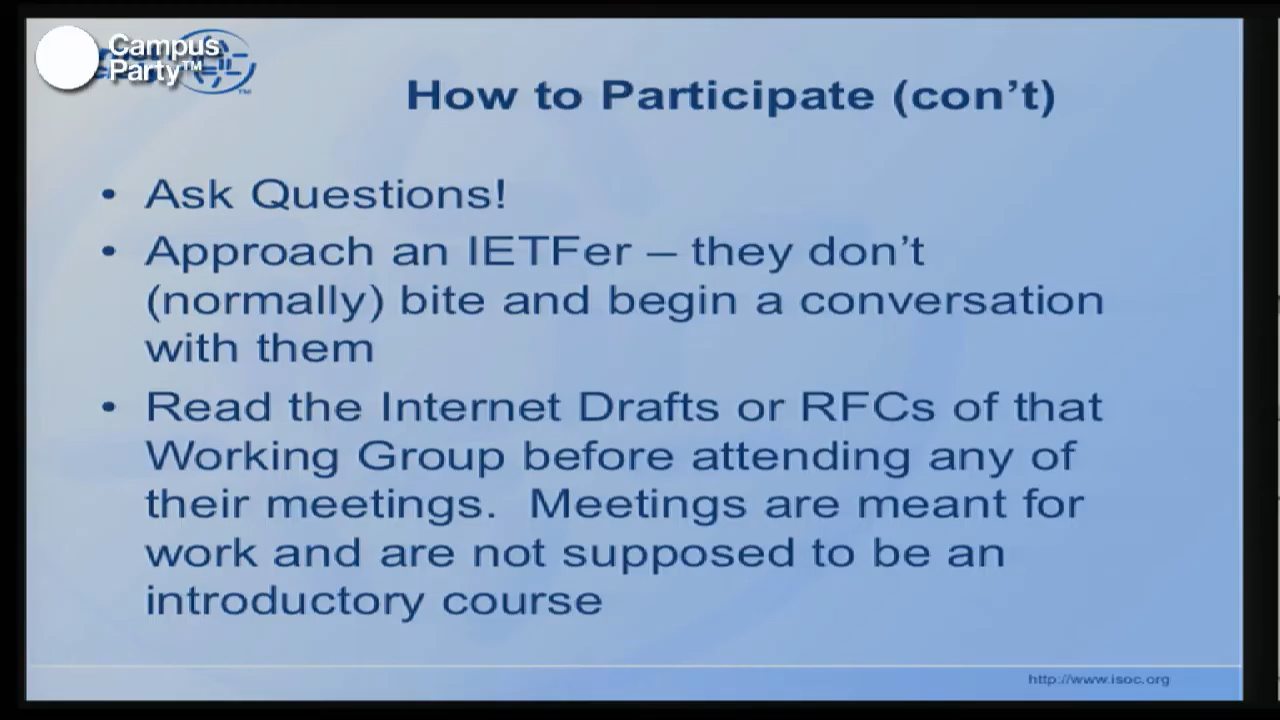 Campus
Party™
How to Participate (con't)
• Ask Questions!
• Approach an IETFer – they don't
(normally) bite and begin a conversation
with them
• Read the Internet Drafts or RFCs of that
Working Group before attending any of
their meetings.  Meetings are meant for
work and are not supposed to be an
introductory course
http://www.isoc.org